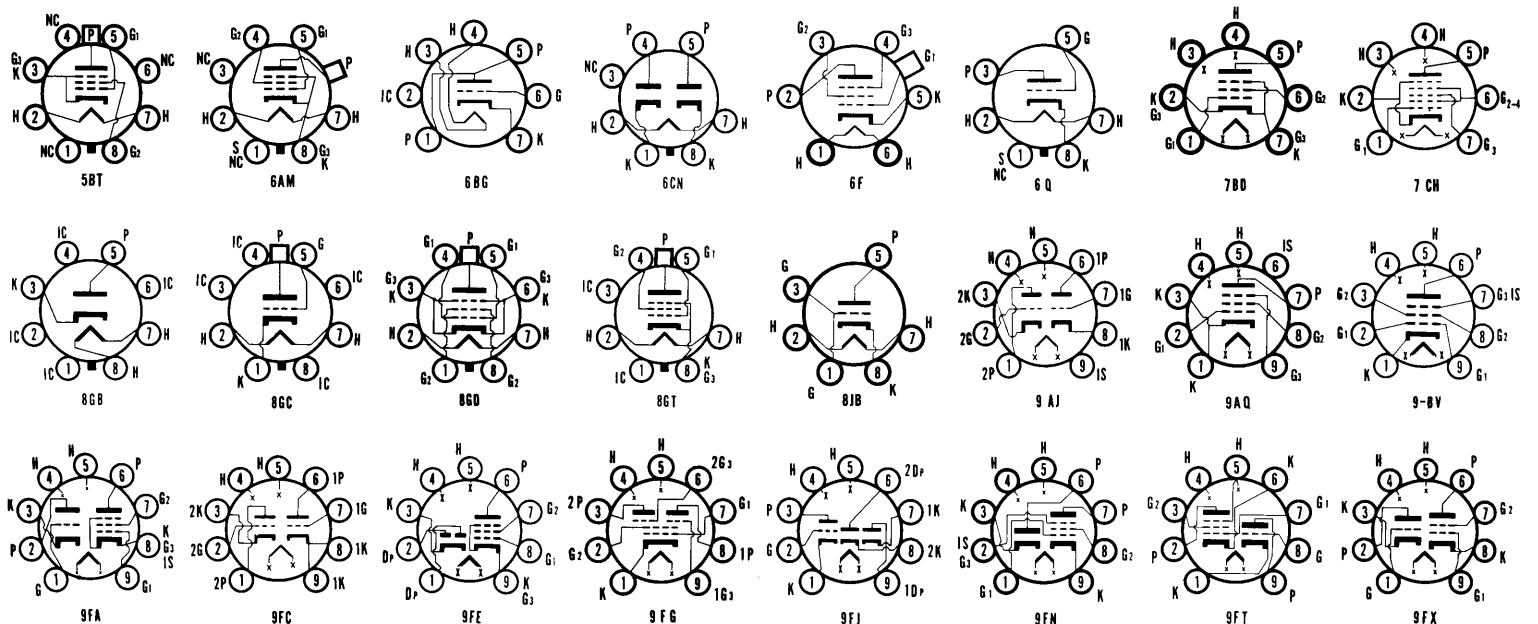 NC P G1
4 5
G3 K 3 6 NC
H 2 7 H
NC 1 8 G2
5BT
G2 4 5 G1
NC 3 P
H 2 7 H
S NC 1 8 G3 K
6AM
H 4
H 3 5 P
IC 2 6 G
P 1 7 K
6BG
P 4 5 P
NC 3
H 2 7 H
K 1 8 K
6CN
G2 3 4 G3
G1
P 2 5 K
H 1 6 H
6F
5 G
P 3
H 2 7 H
S NC 1 8 K
6Q
H
4
N 3 5 P
K G3 2 6 G2
G1 1 7 G3 K
7BD
4 H
N 3 5 P
K 2 6 G2-4
G1 1 7 G3
7CH
IC 4 5 P
K 3 6 IC
IC 2 7 H
IC 1 8 H
8GB
IC 4 P 5 G
IC 3 6 IC
H 2 7 H
K 1 8 IC
8GC
G1 4 P 5 G1
G3 K 3 6 G3 K
N 2 7 N
G2 1 8 G2
8GD
G2 4 P 5 G1
IC 3
H 2 7 H
IC 1 8 K G3
8GT
5 P
G 3
H 2 7 H
G 1 8 K
8JB
N
N 4 5 6 1P
2K 3 7 1G
2G 2 8 1K
2P 1 9 IS
9AJ
H
H 4 5 6 IS
K 3 7 P
G1 2 8 G2
K 1 9 G3
9AQ
H
H 4 5 6 P
G2 3 7 G3 IS
G1 2 8 G2
K 1 9 G1
9-BV
N
N 4 5 6 P
K 3 7 G2
P 2 8 K G3 IS
G 1 9 G1
9FA
N
H 4 5 6 1P
2K 3 7 1G
2G 2 8 1K
2P 1 9 1K
9FC
H
H 4 5 6 P
K 3 7 G2
DP 2 8 G1
DP 1 9 K G3
9FE
H
N 4 5 6 2G3
2P 3 7 G1
G2 2 8 1P
K 1 9 1G3
9FG
H
H 4 5 6 2DP
P 3 7 1K
G 2 8 2K
K 1 9 1DP
9FJ
H
N 4 5 6 P
K 3 7 P
IS G3 2 8 G2
G1 1 9 K
9FN
H
H 4 5 6 K
G2 3 7 G1
P 2 8 G
K 1 9 P
9FT
H
H 4 5 6 P
K 3 7 G2
P 2 8 K
G 1 9 G1
9FX